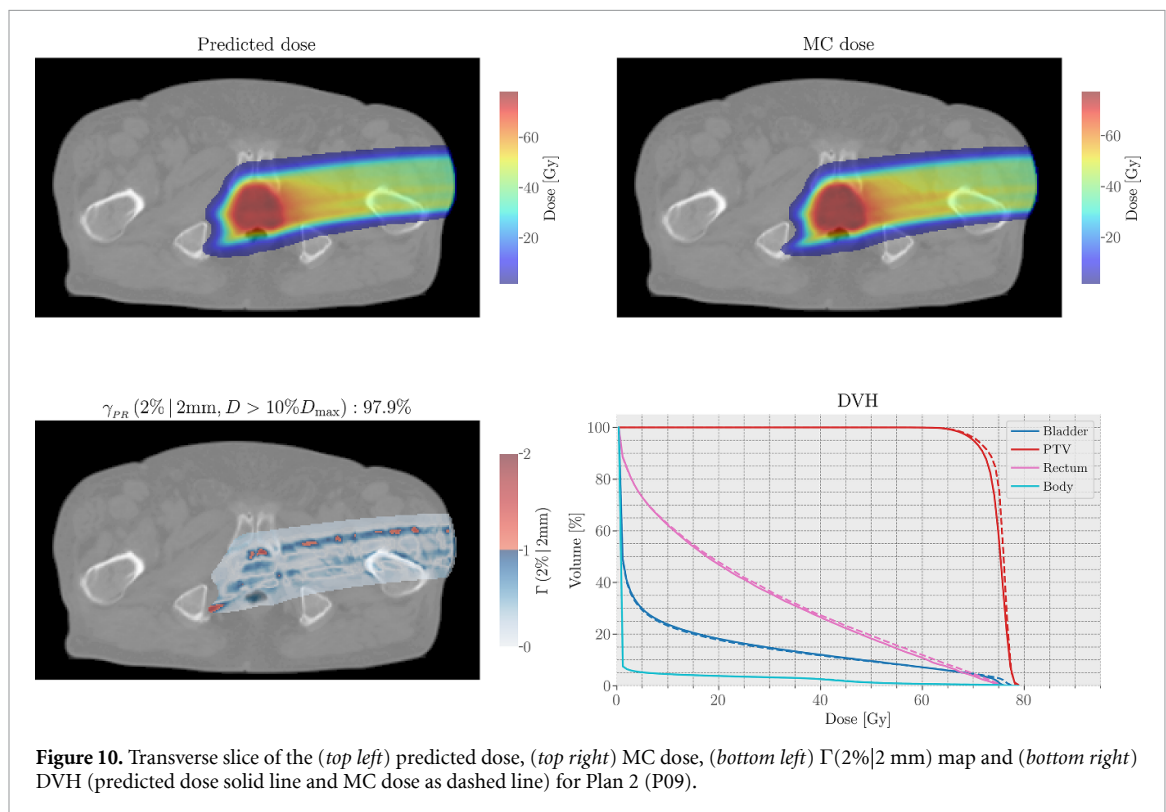 Predicted dose
MC dose
60
40
20
Dose [Gy]
60
40
20
Dose [Gy]
γ_PR (2% | 2mm, D > 10%D_max) : 97.9%
2
1
0
Γ (2% | 2mm)
DVH
100
80
60
40
20
0
Volume [%]
Bladder
PTV
Rectum
Body
0 20 40 60 80
Dose [Gy]
Figure 10. Transverse slice of the (top left) predicted dose, (top right) MC dose, (bottom left) Γ(2%|2 mm) map and (bottom right)
DVH (predicted dose solid line and MC dose as dashed line) for Plan 2 (P09).